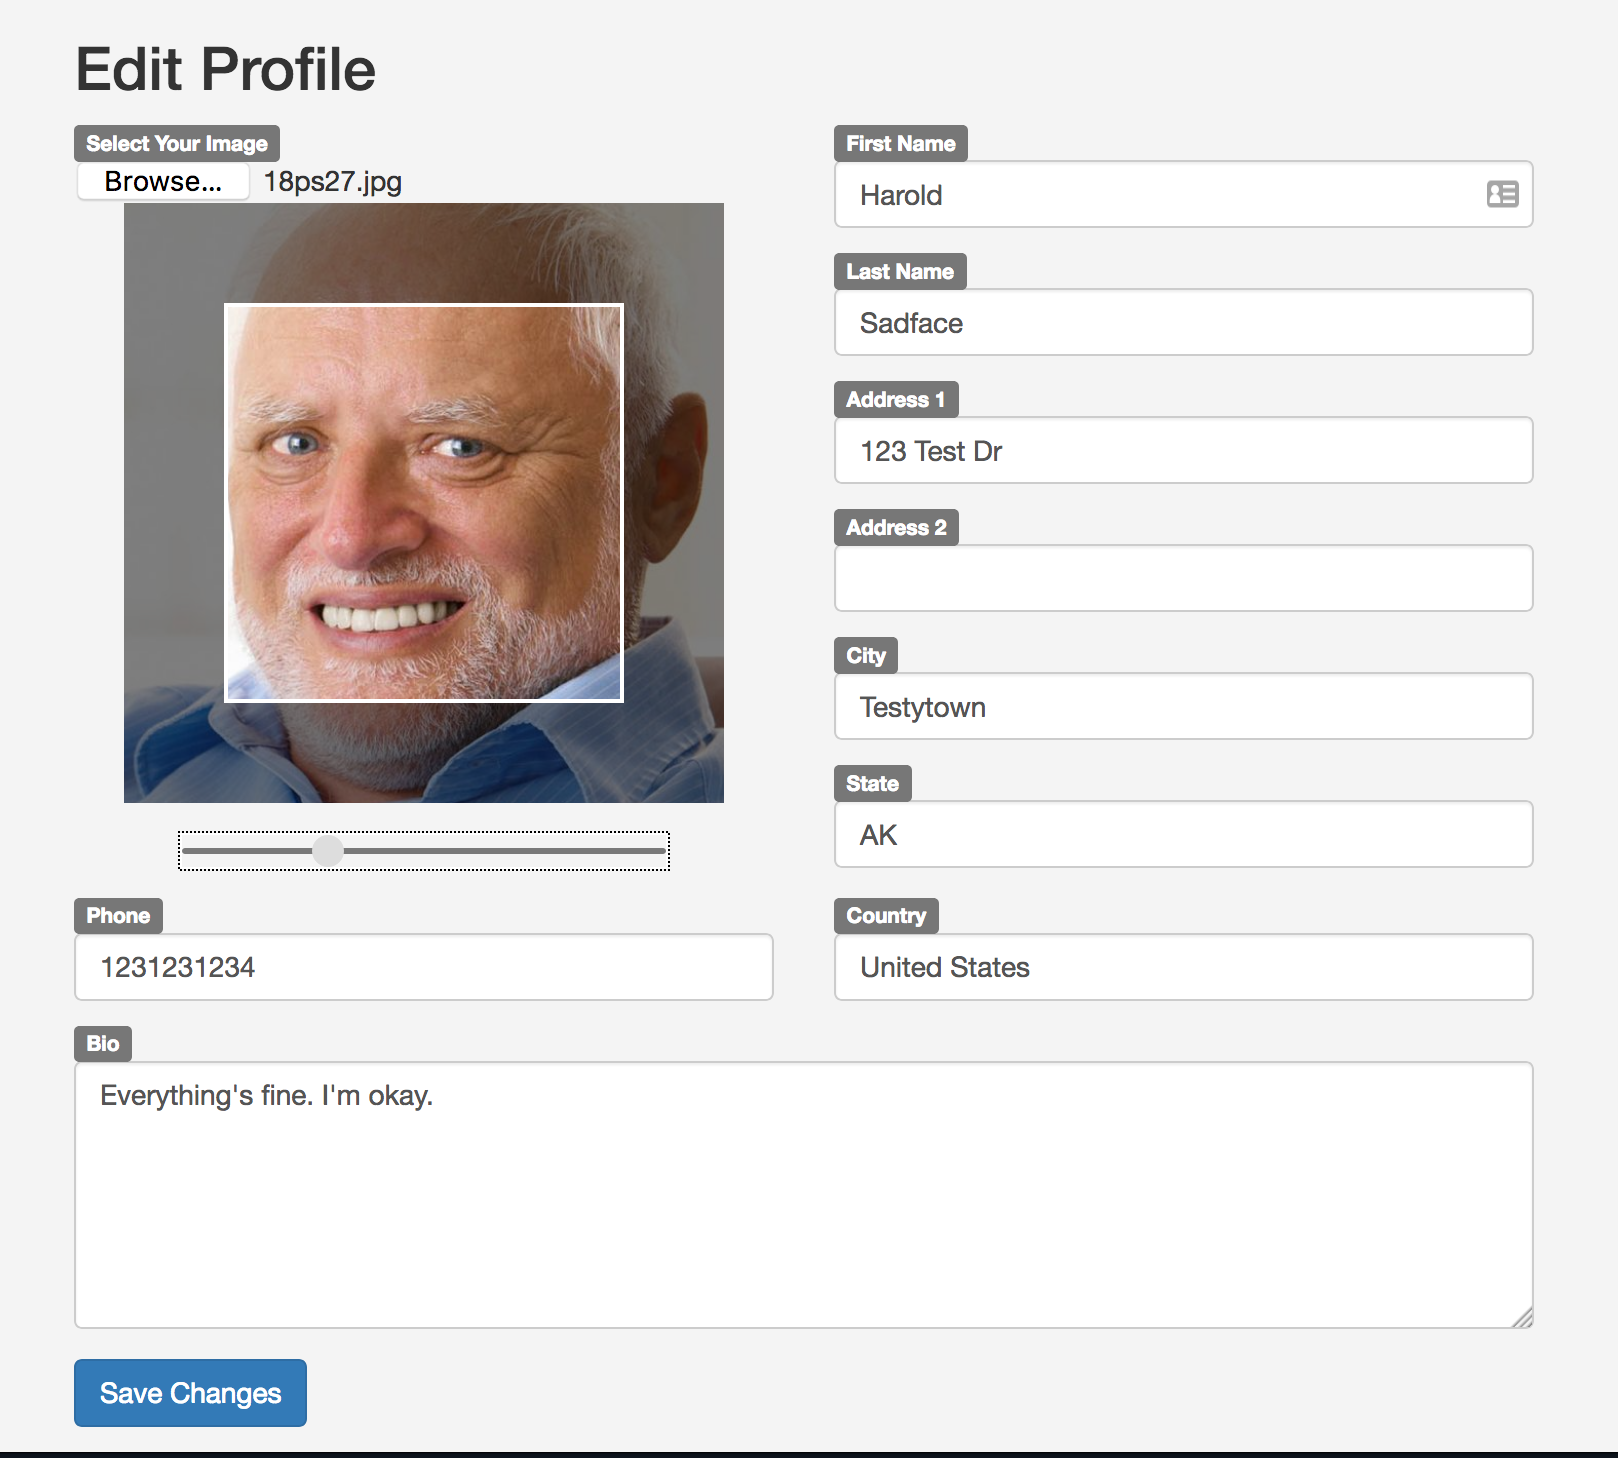 Edit Profile
Select Your Image
Browse... 18ps27.jpg
First Name
Harold
Last Name
Sadface
Address 1
123 Test Dr
Address 2
City
Testytown
State
AK
Phone
1231231234
Country
United States
Bio
Everything's fine. I'm okay.
Save Changes